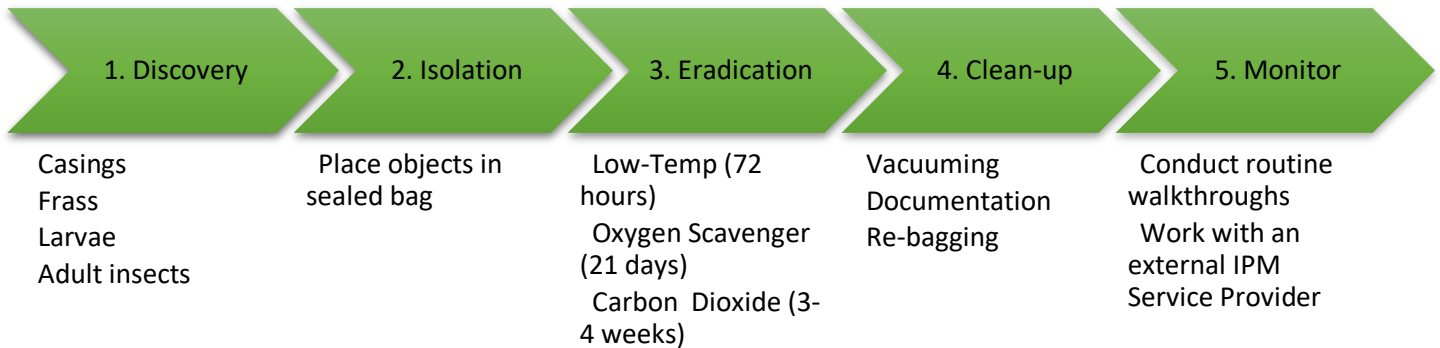 1. Discovery
Casings
Frass
Larvae
Adult insects
2. Isolation
Place objects in
sealed bag
3. Eradication
Low-Temp (72
hours)
Oxygen Scavenger
(21 days)
Carbon Dioxide (3-
4 weeks)
4. Clean-up
Vacuuming
Documentation
Re-bagging
5. Monitor
Conduct routine
walkthroughs
Work with an
external IPM
Service Provider